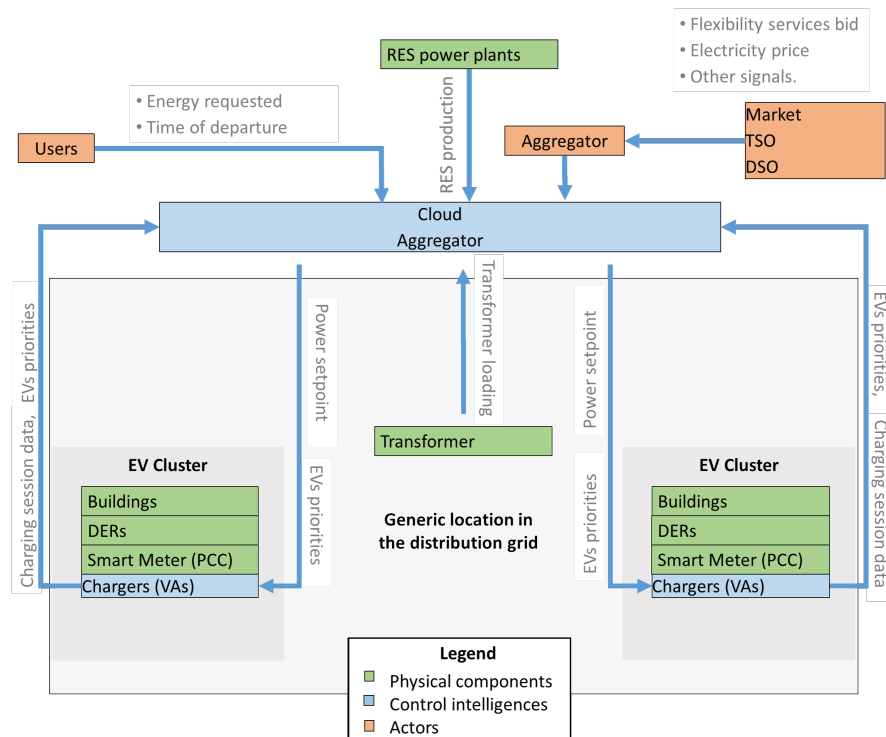 • Flexibility services bid
• Electricity price
• Other signals.
RES power plants
• Energy requested
• Time of departure
RES production
Market
TSO
DSO
Users
Aggregator
Cloud
Aggregator
Transformer loading
Charging session data, EVs priorities
Power setpoint
EVs priorities
Power setpoint
EVs priorities
EVs priorities,
Charging session data
Transformer
EV Cluster
Buildings
DERs
Smart Meter (PCC)
Chargers (VAs)
Generic location in
the distribution grid
EV Cluster
Buildings
DERs
Smart Meter (PCC)
Chargers (VAs)
Legend
Physical components
Control intelligences
Actors